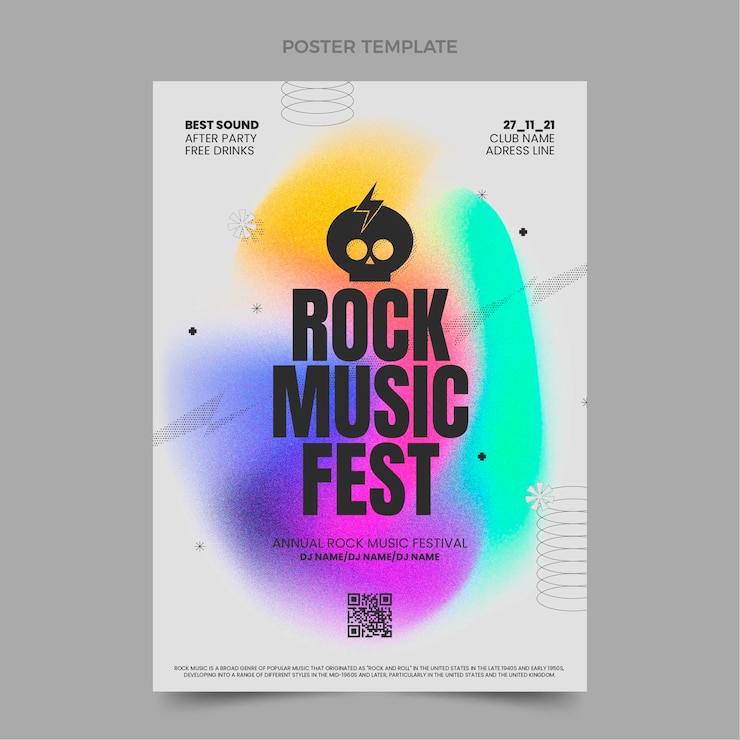 POSTER TEMPLATE
BEST SOUND
AFTER PARTY
FREE DRINKS
27_11_21
CLUB NAME
ADRESS LINE
ROCK
MUSIC
FEST
ANNUAL ROCK MUSIC FESTIVAL
DJ NAME/DJ NAME/DJ NAME
ROCK MUSIC IS A BROAD GENRE OF POPULAR MUSIC THAT ORIGINATED AS "ROCK AND ROLL" IN THE UNITED STATES IN THE LATE 1940S AND EARLY 1950S,
DEVELOPING INTO A RANGE OF DIFFERENT STYLES IN THE MID-1960S AND LATER; PARTICULARLY IN THE UNITED STATES AND THE UNITED KINGDOM.